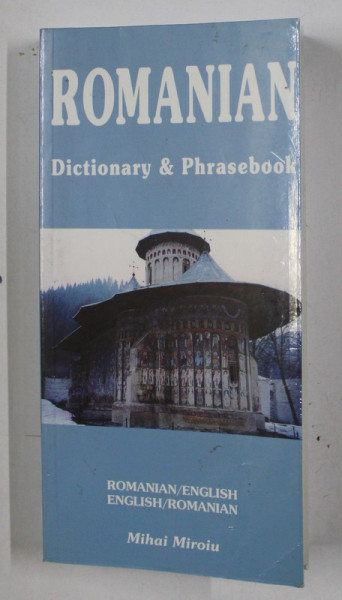 ROMANIAN
Dictionary & Phrasebook
ROMANIAN/ENGLISH
ENGLISH/ROMANIAN
Mihai Miroiu